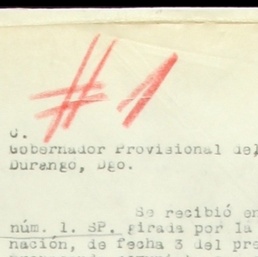 #1
C.
Gobernador Provisional del
Durango, Dgo.
Se recibió en
núm. 1. SP. girada por la
nación, de fecha 3 del pre